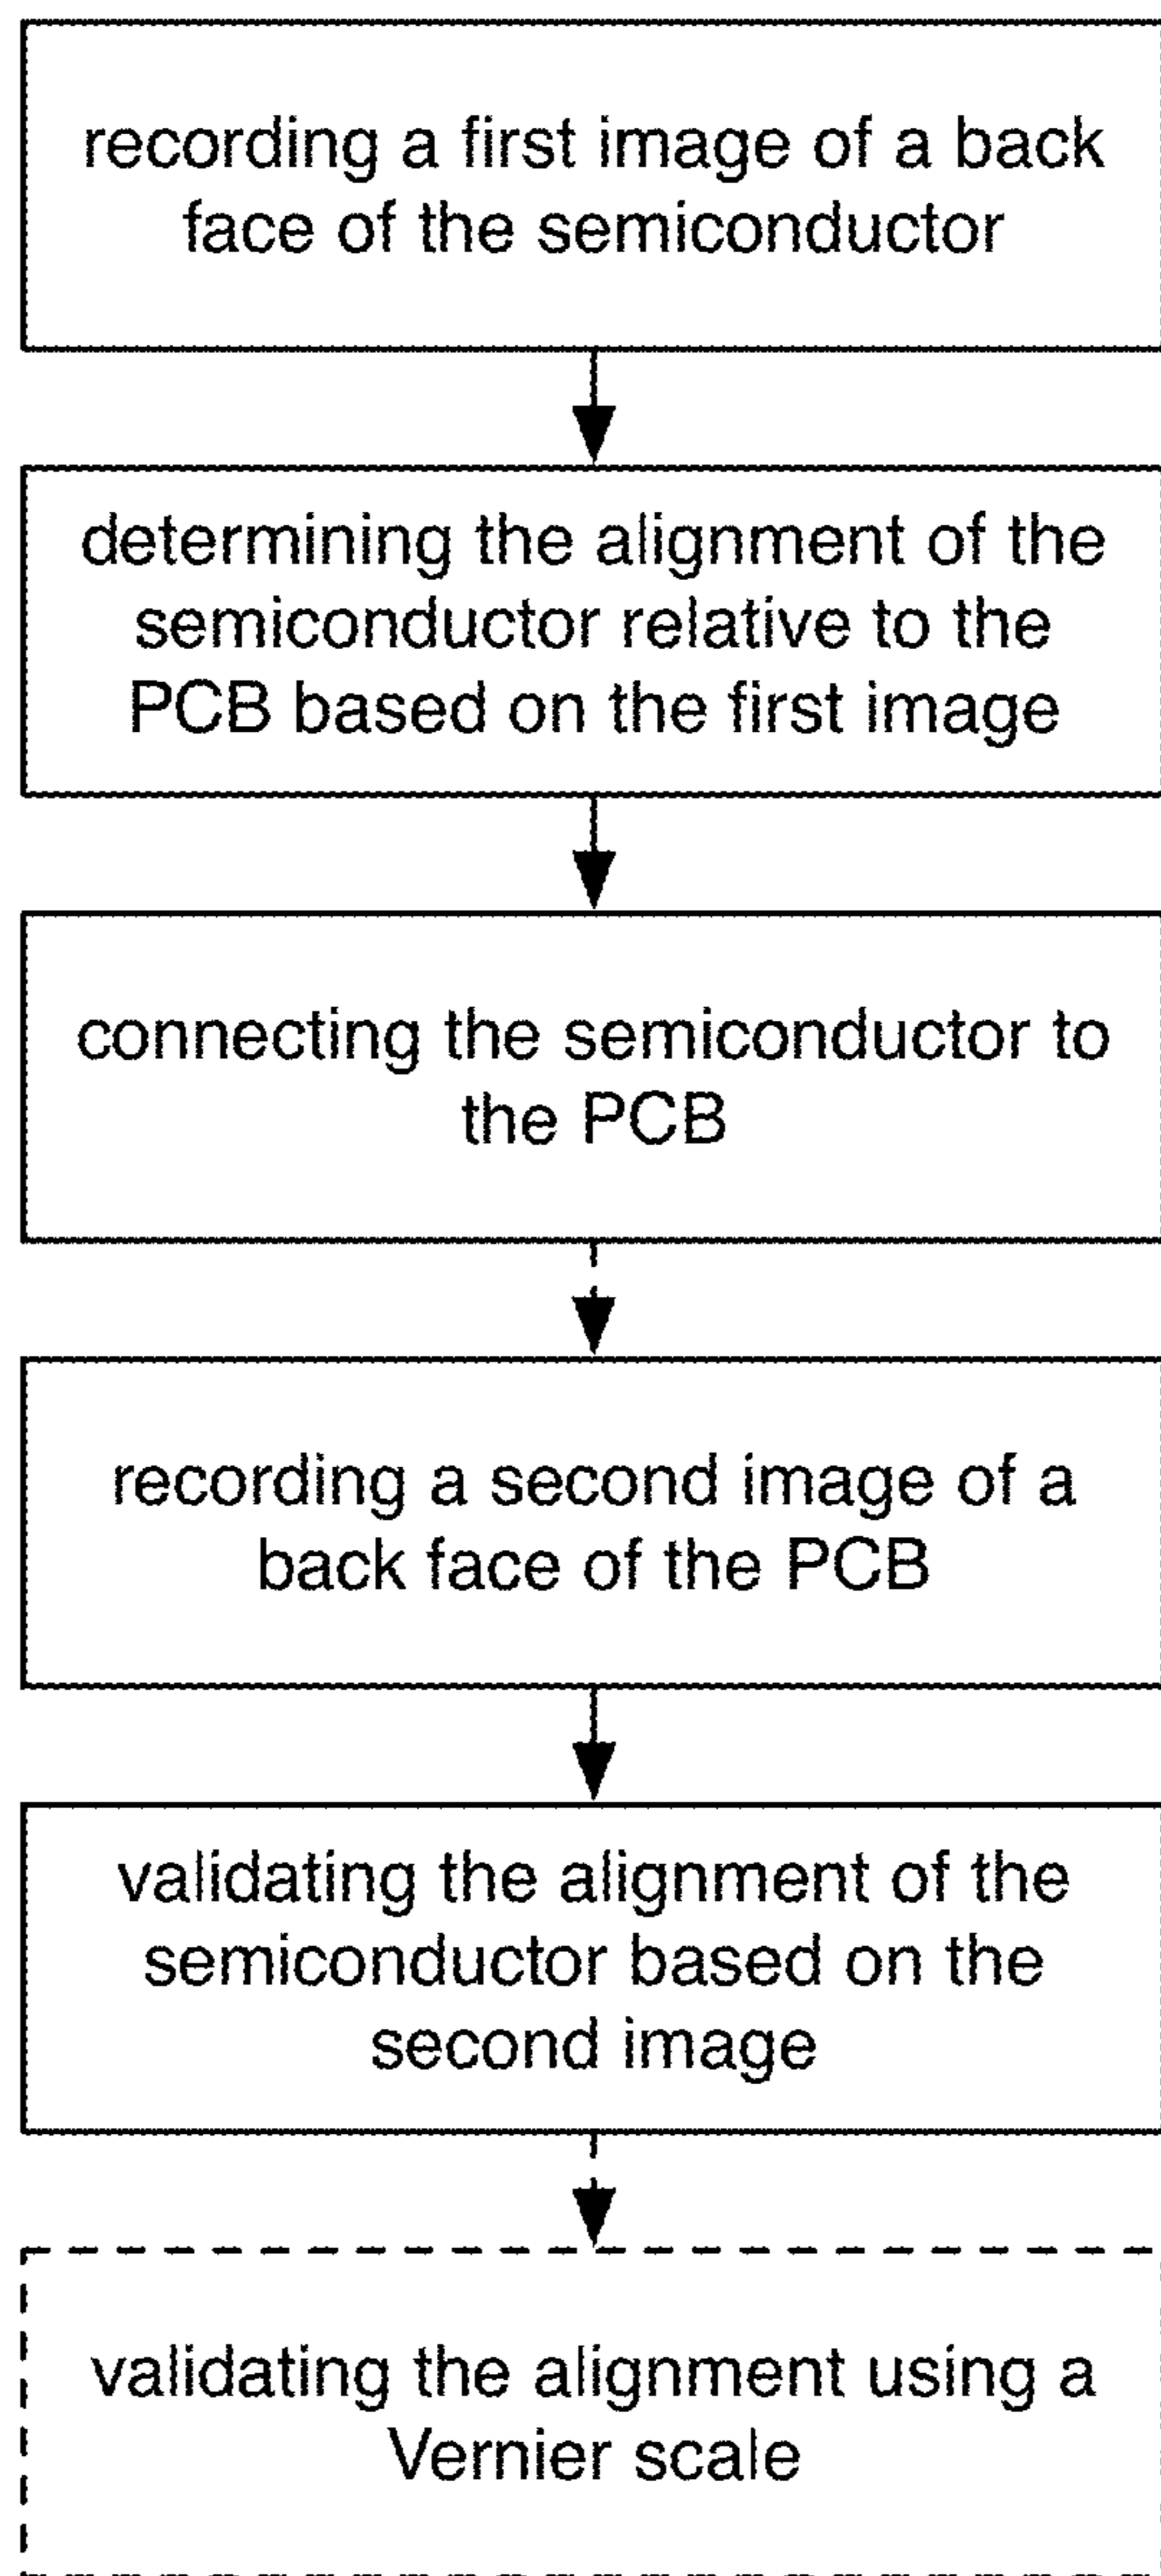 recording a first image of a back
face of the semiconductor
determining the alignment of the
semiconductor relative to the
PCB based on the first image
connecting the semiconductor to
the PCB
recording a second image of a
back face of the PCB
validating the alignment of the
semiconductor based on the
second image
validating the alignment using a
Vernier scale